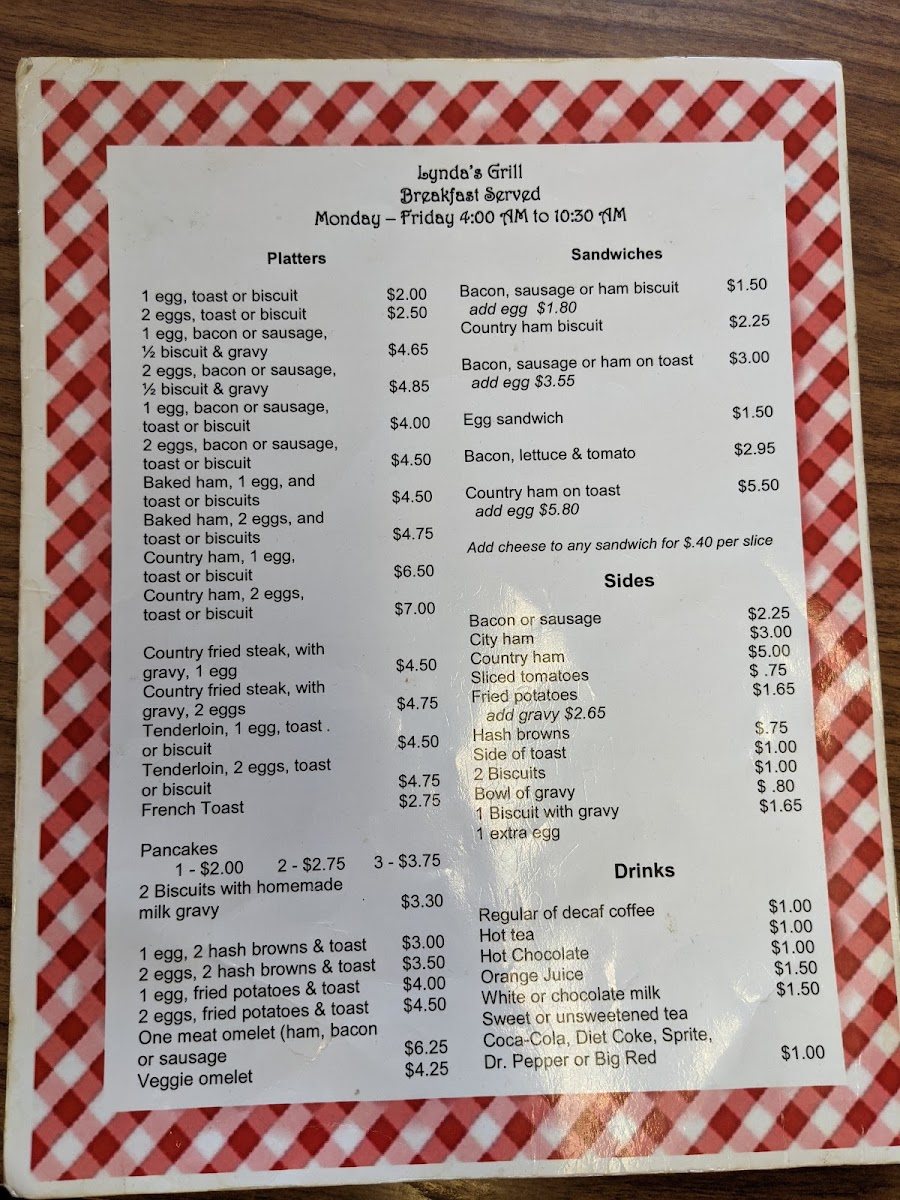 Lynda's Grill
Breakfast Served
Monday – Friday 4:00 AM to 10:30 AM
Platters
1 egg, toast or biscuit $2.00
2 eggs, toast or biscuit $2.50
1 egg, bacon or sausage,
½ biscuit & gravy $4.65
2 eggs, bacon or sausage,
½ biscuit & gravy $4.85
1 egg, bacon or sausage,
toast or biscuit $4.00
2 eggs, bacon or sausage,
toast or biscuit $4.50
Baked ham, 1 egg, and
toast or biscuits $4.50
Baked ham, 2 eggs, and
toast or biscuits $4.75
Country ham, 1 egg,
toast or biscuit $6.50
Country ham, 2 eggs,
toast or biscuit $7.00
Country fried steak, with
gravy, 1 egg $4.50
Country fried steak, with
gravy, 2 eggs $4.75
Tenderloin, 1 egg, toast .
or biscuit $4.50
Tenderloin, 2 eggs, toast
or biscuit $4.75
French Toast $2.75
Pancakes
1 - $2.00 2 - $2.75 3 - $3.75
2 Biscuits with homemade
milk gravy $3.30
1 egg, 2 hash browns & toast $3.00
2 eggs, 2 hash browns & toast $3.50
1 egg, fried potatoes & toast $4.00
2 eggs, fried potatoes & toast $4.50
One meat omelet (ham, bacon
or sausage $6.25
Veggie omelet $4.25
Sandwiches
Bacon, sausage or ham biscuit $1.50
add egg $1.80
Country ham biscuit $2.25
Bacon, sausage or ham on toast $3.00
add egg $3.55
Egg sandwich $1.50
Bacon, lettuce & tomato $2.95
Country ham on toast $5.50
add egg $5.80
Add cheese to any sandwich for $.40 per slice
Sides
Bacon or sausage $2.25
City ham $3.00
Country ham $5.00
Sliced tomatoes $ .75
Fried potatoes $1.65
add gravy $2.65
Hash browns $.75
Side of toast $1.00
2 Biscuits $1.00
Bowl of gravy $ .80
1 Biscuit with gravy $1.65
1 extra egg
Drinks
Regular of decaf coffee $1.00
Hot tea $1.00
Hot Chocolate $1.00
Orange Juice $1.50
White or chocolate milk $1.50
Sweet or unsweetened tea
Coca-Cola, Diet Coke, Sprite,
Dr. Pepper or Big Red $1.00